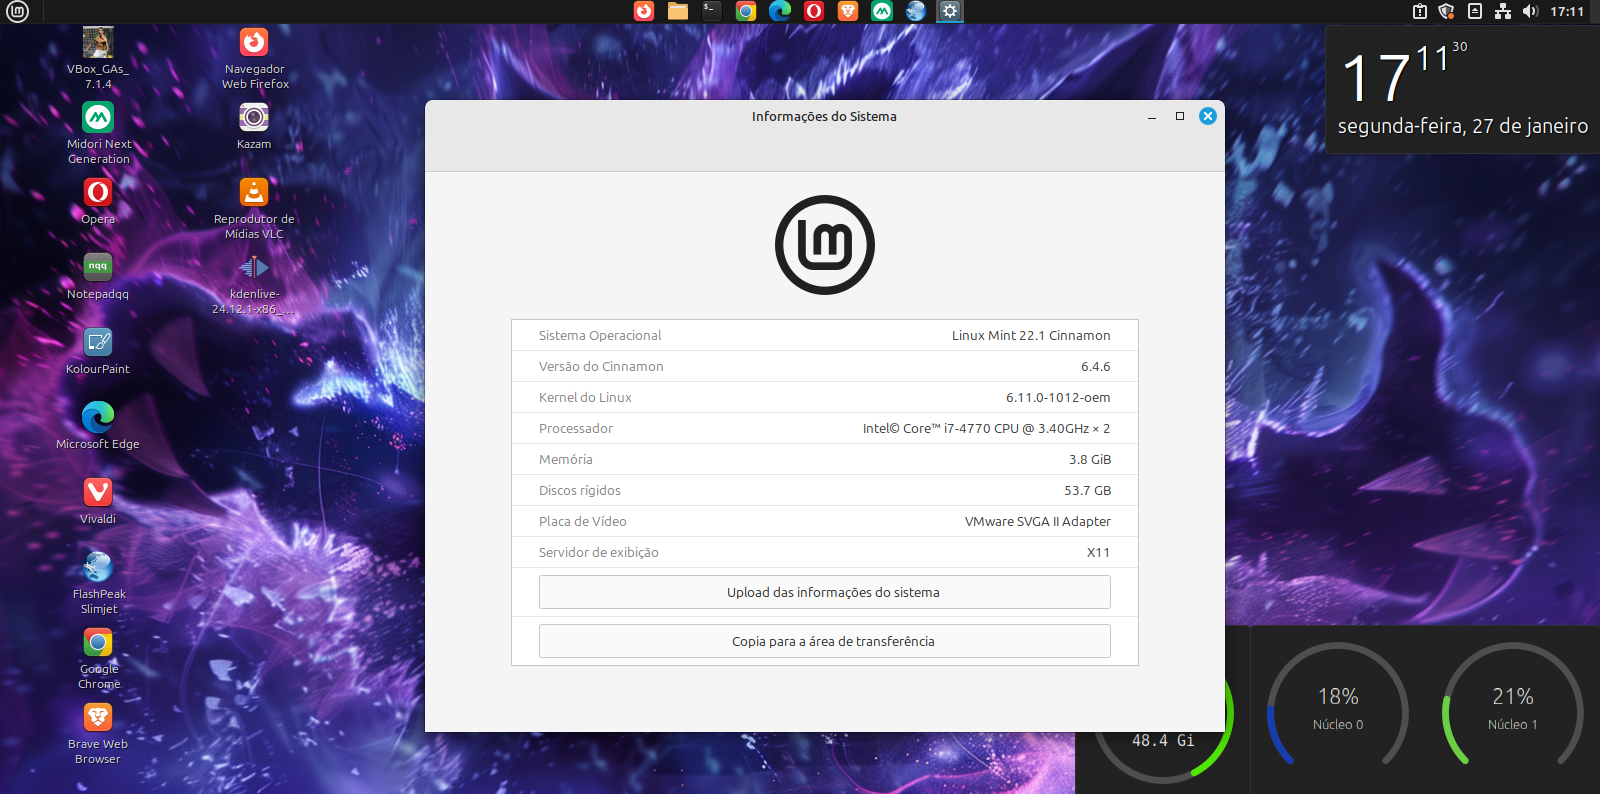 17:11
VBox_GAs_
7.1.4
Navegador
Web Firefox
Midori Next
Generation
Kazam
Opera
Reprodutor de
Mídias VLC
nqq
Notepadqq
kdenlive-
24.12.1-x86_...
KolourPaint
Microsoft Edge
Vivaldi
FlashPeak
Slimjet
Google
Chrome
Brave Web
Browser
Informações do Sistema
Sistema Operacional Linux Mint 22.1 Cinnamon
Versão do Cinnamon 6.4.6
Kernel do Linux 6.11.0-1012-oem
Processador Intel© Core™ i7-4770 CPU @ 3.40GHz × 2
Memória 3.8 GiB
Discos rígidos 53.7 GB
Placa de Vídeo VMware SVGA II Adapter
Servidor de exibição X11
Upload das informações do sistema
Copia para a área de transferência
17 11 30
segunda-feira, 27 de janeiro
48.4 Gi
18%
Núcleo 0
21%
Núcleo 1